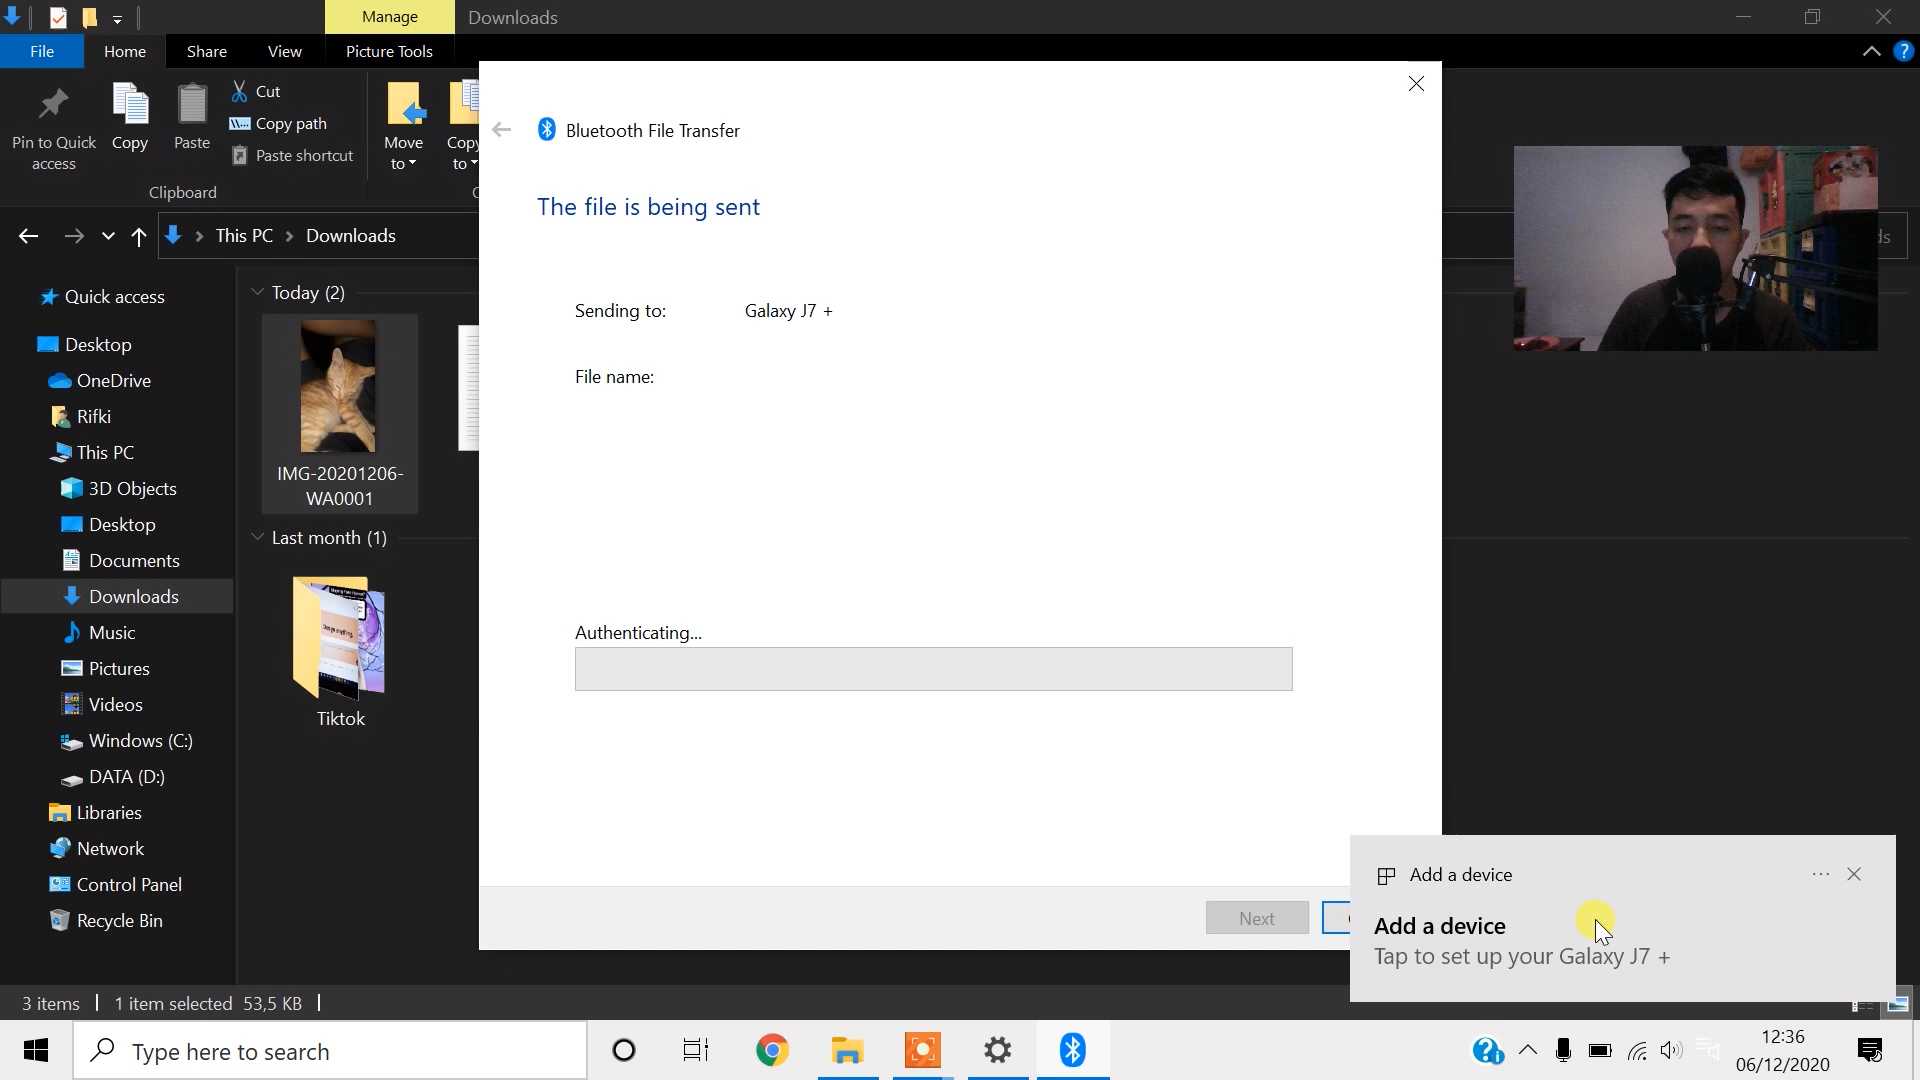 Manage
Downloads
File
Home
Share
View
Picture Tools
Pin to Quick
access
Copy
Paste
Cut
Copy path
Paste shortcut
Clipboard
Move
to
Copy
to
Bluetooth File Transfer
The file is being sent
Sending to:
Galaxy J7 +
File name:
Authenticating...
Next
This PC
Downloads
Quick access
Desktop
OneDrive
Rifki
This PC
3D Objects
Desktop
Documents
Downloads
Music
Pictures
Videos
Windows (C:)
DATA (D:)
Libraries
Network
Control Panel
Recycle Bin
Today (2)
IMG-20201206-
WA0001
Last month (1)
Tiktok
Add a device
Add a device
Tap to set up your Galaxy J7 +
3 items
1 item selected 53,5 KB
Type here to search
12:36
06/12/2020